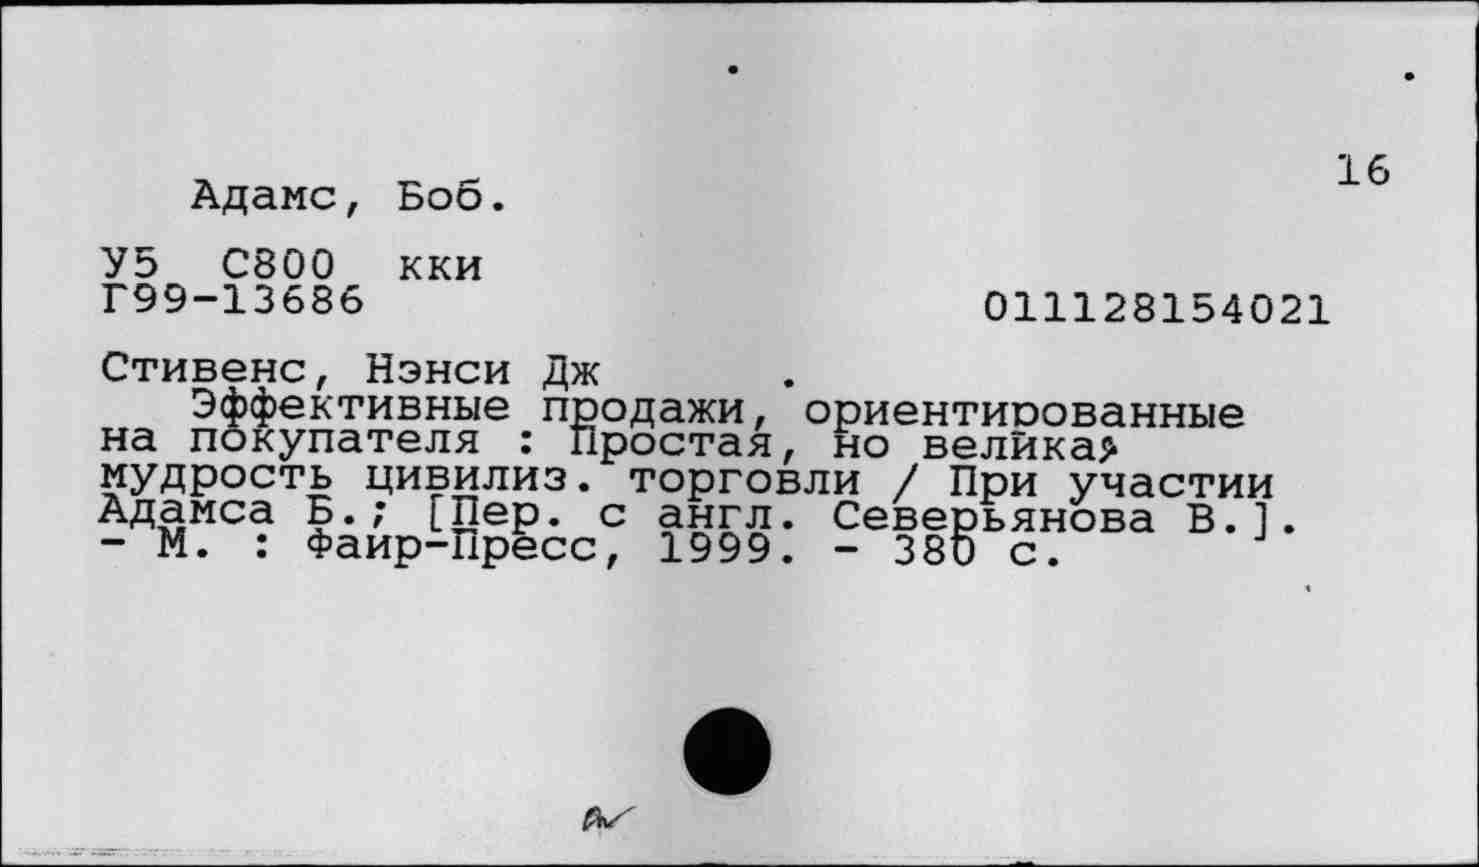 16
Адамс, Боб.
У5 С800 кки
Г99-13686
011128154021
Стивенс, Нэнси Дж .
Эффективные продажи, ориентированные
на покупателя : Простая, но велика
мудрость цивилиз. торговли / При участии
Адамса Б.; [Пер. с англ. Северьянова В.].
- М. : Фаир-Пресс, 1999. - 380 с.